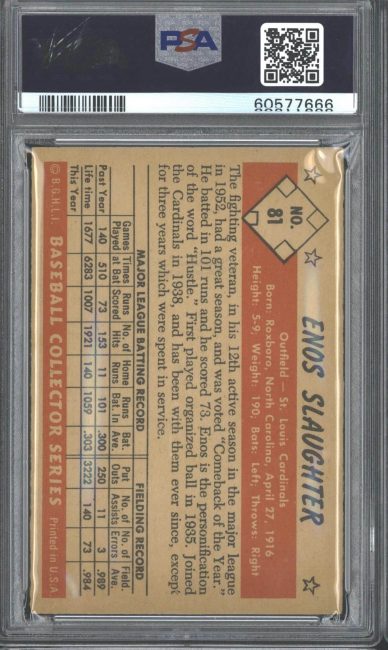 PSA
60577666
NO.
81
ENOS SLAUGHTER
Outfield — St. Louis Cardinals
Born: Roxboro, North Carolina, April 27, 1916
Height: 5-9, Weight: 190, Bats: Left; Throws: Right
The fighting veteran, in his 12th active season in the major league
in 1952, had a great season, and was voted "Comeback of the Year."
He batted in 101 runs and he scored 73. Enos is the personification
of the word "Hustle." First played organized ball in 1935. Joined
the Cardinals in 1938, and has been with them ever since, except
for three years which were spent in service.
MAJOR LEAGUE BATTING RECORD FIELDING RECORD
Games Times Runs No. of Home Runs Bat. Put No. of No. of Field.
Played at Bat Scored Hits Runs Bat. In Ave. Outs Assists Errors Ave.
Past Year 140 510 73 153 11 101 .300 250 11 3 .989
Life time 1677 6283 1007 1921 140 1059 .303 3222 140 73 .984
This Year
© B.G.H.L.I. BASEBALL COLLECTOR SERIES Printed in U.S.A.